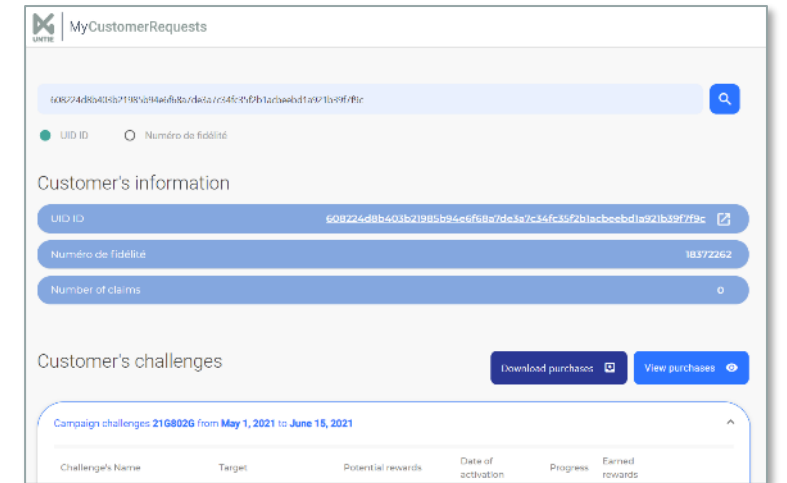 UNTIE
MyCustomerRequests
608224d8b403b21985b94e6f68a7de3a7c34fc35f2b1acbeebd1a921b39f7f9c
UID ID Numéro de fidélité
Customer's information
UID ID 608224d8b403b21985b94e6f68a7de3a7c34fc35f2b1acbeebd1a921b39f7f9c
Numéro de fidélité 18372262
Number of claims 0
Customer's challenges Download purchases View purchases
Campaign challenges 21G802G from May 1, 2021 to June 15, 2021
Challenge's Name Target Potential rewards Date of activation Progress Earned rewards